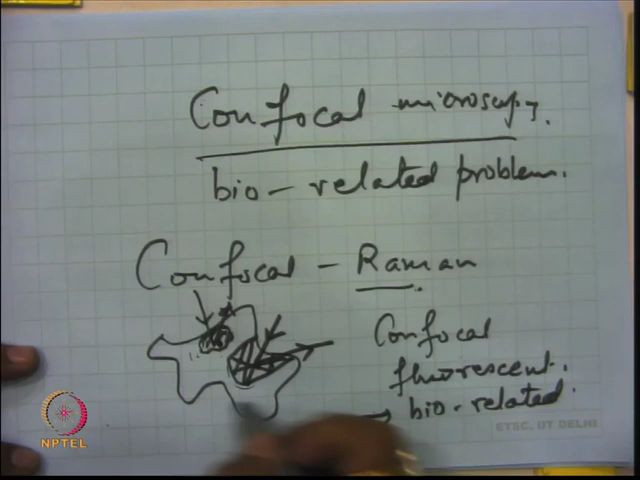 Confocal microscopy.
bio-related problem.
Confocal - Raman
Confocal
fluorescent.
→ bio-related.
NPTEL
ETSC, IIT DELHI